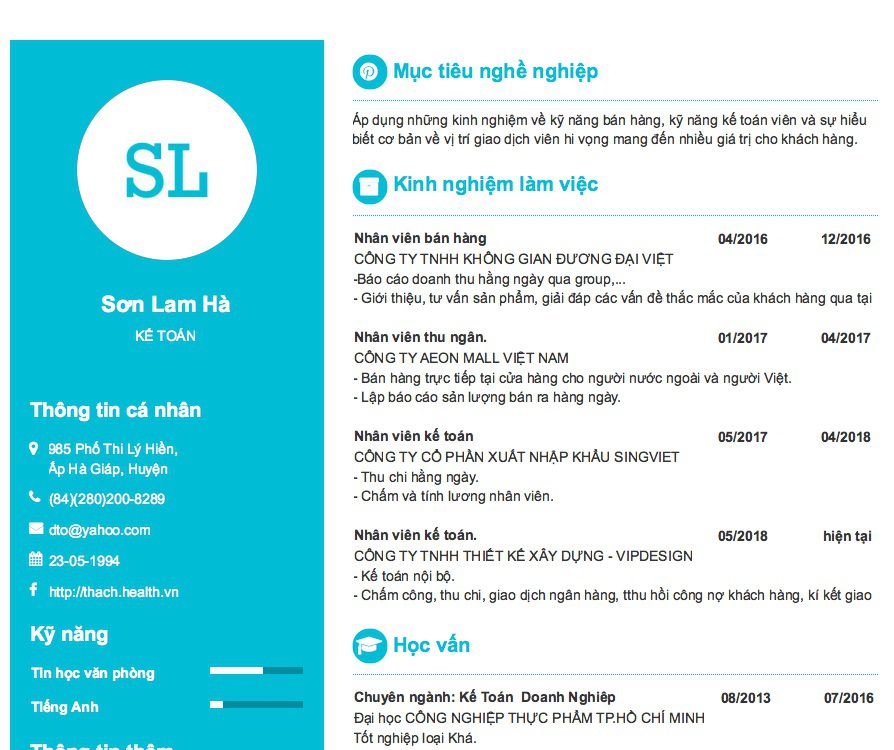 SL
Sơn Lam Hà
KẾ TOÁN
Thông tin cá nhân
985 Phố Thi Lý Hiền,
Ấp Hà Giáp, Huyện
(84)(280)200-8289
dto@yahoo.com
23-05-1994
http://thach.health.vn
Kỹ năng
Tin học văn phòng
Tiếng Anh
Thông tin thêm
Mục tiêu nghề nghiệp
Áp dụng những kinh nghiệm về kỹ năng bán hàng, kỹ năng kế toán viên và sự hiểu
biết cơ bản về vị trí giao dịch viên hi vọng mang đến nhiều giá trị cho khách hàng.
Kinh nghiệm làm việc
Nhân viên bán hàng 04/2016 12/2016
CÔNG TY TNHH KHÔNG GIAN ĐƯƠNG ĐẠI VIỆT
-Báo cáo doanh thu hằng ngày qua group,...
- Giới thiệu, tư vấn sản phẩm, giải đáp các vấn đề thắc mắc của khách hàng qua tại
Nhân viên thu ngân. 01/2017 04/2017
CÔNG TY AEON MALL VIỆT NAM
- Bán hàng trực tiếp tại cửa hàng cho người nước ngoài và người Việt.
- Lập báo cáo sản lượng bán ra hàng ngày.
Nhân viên kế toán 05/2017 04/2018
CÔNG TY CỔ PHẦN XUẤT NHẬP KHẨU SINGVIET
- Thu chi hằng ngày.
- Chấm và tính lương nhân viên.
Nhân viên kế toán. 05/2018 hiện tại
CÔNG TY TNHH THIẾT KẾ XÂY DỰNG - VIPDESIGN
- Kế toán nội bộ.
- Chấm công, thu chi, giao dịch ngân hàng, tthu hồi công nợ khách hàng, kí kết giao
Học vấn
Chuyên ngành: Kế Toán Doanh Nghiêp 08/2013 07/2016
Đại học CÔNG NGHIỆP THỰC PHẨM TP.HỒ CHÍ MINH
Tốt nghiệp loại Khá.